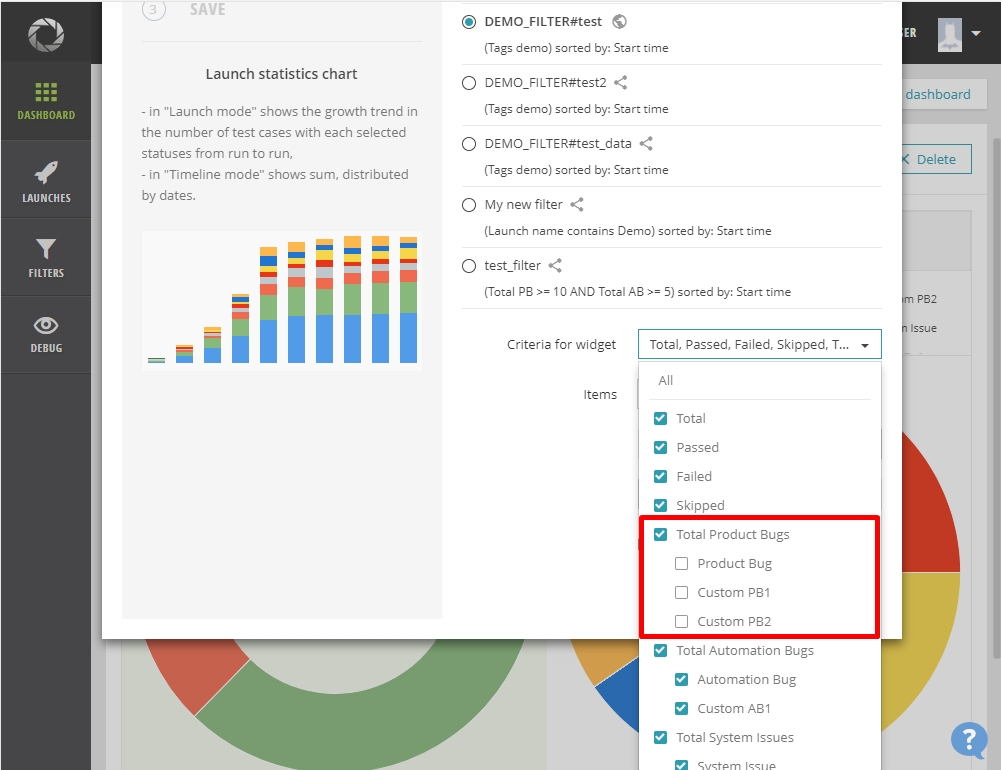 3 SAVE
Launch statistics chart
- in "Launch mode" shows the growth trend in
the number of test cases with each selected
statuses from run to run,
- in "Timeline mode" shows sum, distributed
by dates.
DEMO_FILTER#test
(Tags demo) sorted by: Start time
DEMO_FILTER#test2
(Tags demo) sorted by: Start time
DEMO_FILTER#test_data
(Tags demo) sorted by: Start time
My new filter
(Launch name contains Demo) sorted by: Start time
test_filter
(Total PB >= 10 AND Total AB >= 5) sorted by: Start time
Criteria for widget
Total, Passed, Failed, Skipped, T...
Items
All
Total
Passed
Failed
Skipped
Total Product Bugs
Product Bug
Custom PB1
Custom PB2
Total Automation Bugs
Automation Bug
Custom AB1
Total System Issues
System Issue
DASHBOARD
LAUNCHES
FILTERS
DEBUG
SER
dashboard
Delete
om PB2
n Issue
?